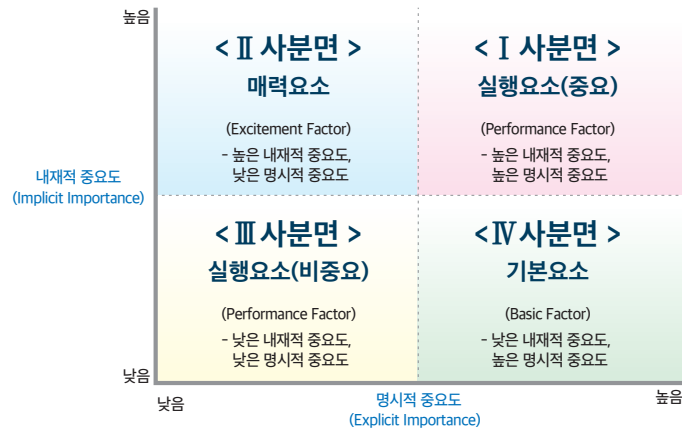 높음
< Ⅱ 사분면 >
매력요소
(Excitement Factor)
- 높은 내재적 중요도,
낮은 명시적 중요도
< Ⅰ 사분면 >
실행요소(중요)
(Performance Factor)
- 높은 내재적 중요도,
높은 명시적 중요도
내재적 중요도
(Implicit Importance)
< Ⅲ 사분면 >
실행요소(비중요)
(Performance Factor)
- 낮은 내재적 중요도,
낮은 명시적 중요도
<Ⅳ 사분면 >
기본요소
(Basic Factor)
- 낮은 내재적 중요도,
높은 명시적 중요도
낮음
낮음
명시적 중요도
(Explicit Importance)
높음